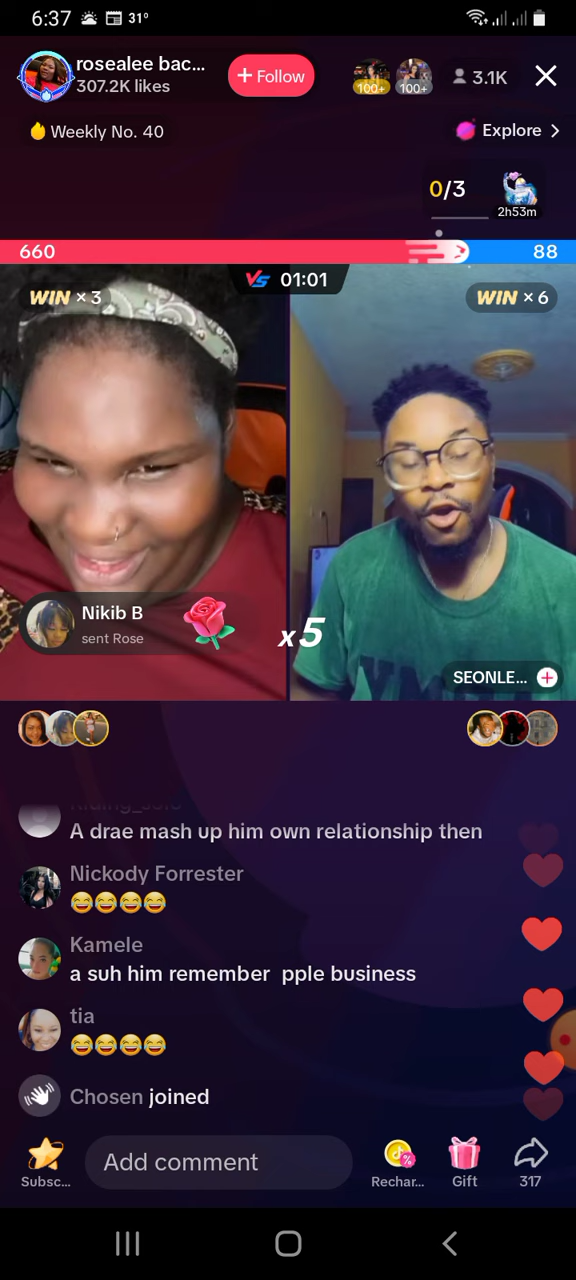 6:37 31°
rosealee bac...
307.2K likes
+ Follow
100+
100+
3.1K
Weekly No. 40
Explore
0/3
2h53m
660
88
VS 01:01
WIN × 3
WIN × 6
Nikib B
sent Rose
x5
SEONLE...
A drae mash up him own relationship then
Nickody Forrester
😂😂😂😂
Kamele
a suh him remember pple business
tia
😂😂😂😂
Chosen joined
Subsc...
Add comment
Rechar...
Gift
317